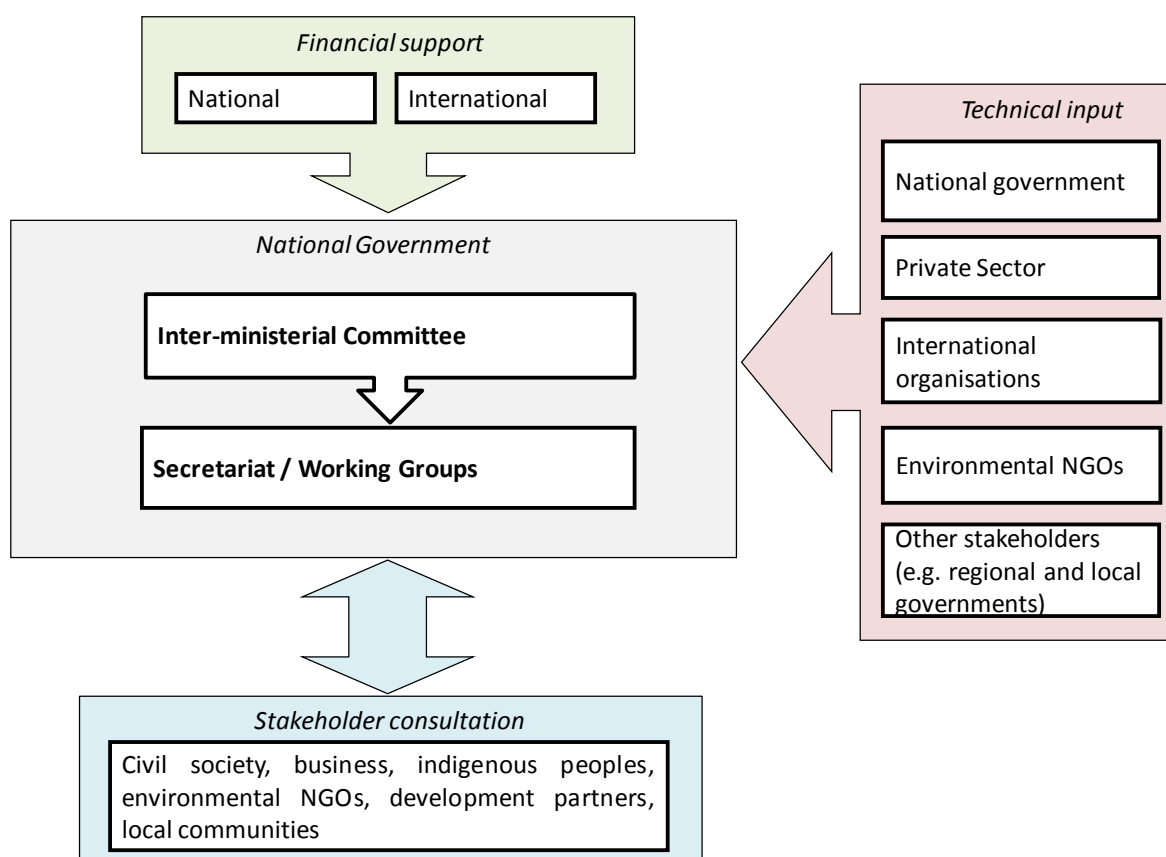 Financial support
National
International
National Government
Inter-ministerial Committee
Secretariat / Working Groups
Stakeholder consultation
Civil society, business, indigenous peoples,
environmental NGOs, development partners,
local communities
Technical input
National government
Private Sector
International
organisations
Environmental NGOs
Other stakeholders
(e.g. regional and local
governments)